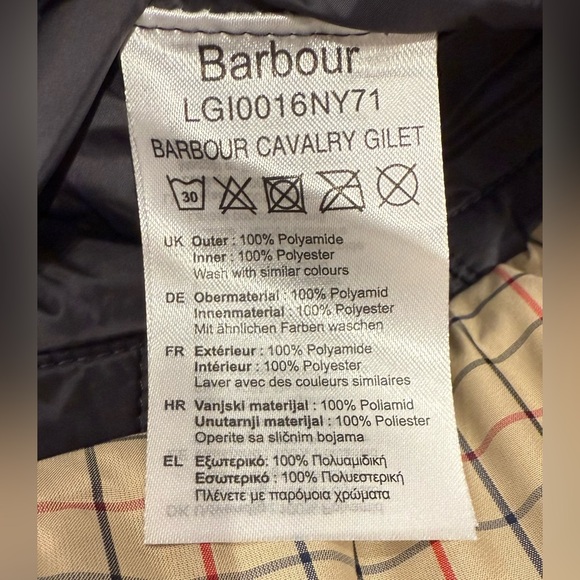 Barbour
LGI0016NY71
BARBOUR CAVALRY GILET
30
UK Outer : 100% Polyamide
Inner : 100% Polyester
Wash with similar colours
DE Obermaterial : 100% Polyamid
Innenmaterial : 100% Polyester
Mit ähnlichen Farben waschen
FR Extérieur : 100% Polyamide
Intérieur : 100% Polyester
Laver avec des couleurs similaires
HR Vanjski materijal : 100% Poliamid
Unutarnji materijal : 100% Poliester
Operite sa sličnim bojama
EL Εξωτερικό: 100% Πολυαμιδική
Εσωτερικό: 100% Πολυεστερική
Πλένετε με παρόμοια χρώματα